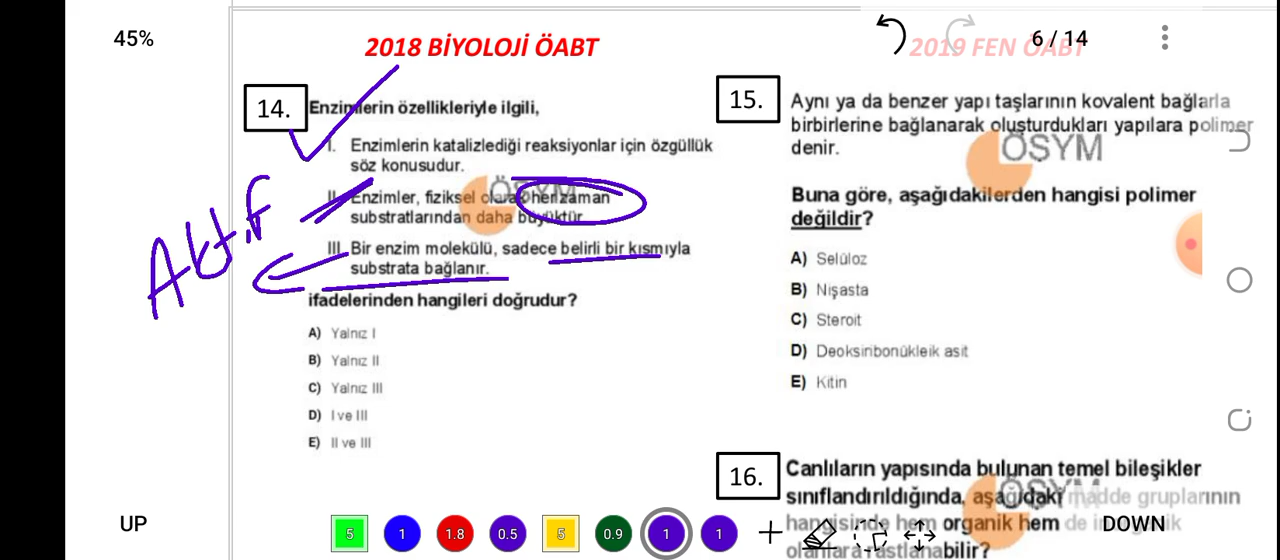 45%
2018 BİYOLOJİ ÖABT
2019 FEN ÖABT
6 / 14
14.
Enzimlerin özellikleriyle ilgili,
I. Enzimlerin katalizlediği reaksiyonlar için özgüllük
söz konusudur.
II. Enzimler, fiziksel olarak her zaman
substratlarından daha büyüktür.
III. Bir enzim molekülü, sadece belirli bir kısmıyla
substrata bağlanır.
ifadelerinden hangileri doğrudur?
A) Yalnız I
B) Yalnız II
C) Yalnız III
D) I ve III
E) II ve III
Aktif
ÖSYM
15.
Aynı ya da benzer yapı taşlarının kovalent bağlarla
birbirlerine bağlanarak oluşturdukları yapılara polimer
denir.
ÖSYM
Buna göre, aşağıdakilerden hangisi polimer
değildir?
A) Selüloz
B) Nişasta
C) Steroit
D) Deoksiribonükleik asit
E) Kitin
16.
Canlıların yapısında bulunan temel bileşikler
sınıflandırıldığında, aşağıdaki madde gruplarının
hangisinde hem organik hem de inorganik
olanlara rastlanabilir?
UP
DOWN
5
1
1.8
0.5
5
0.9
1
1